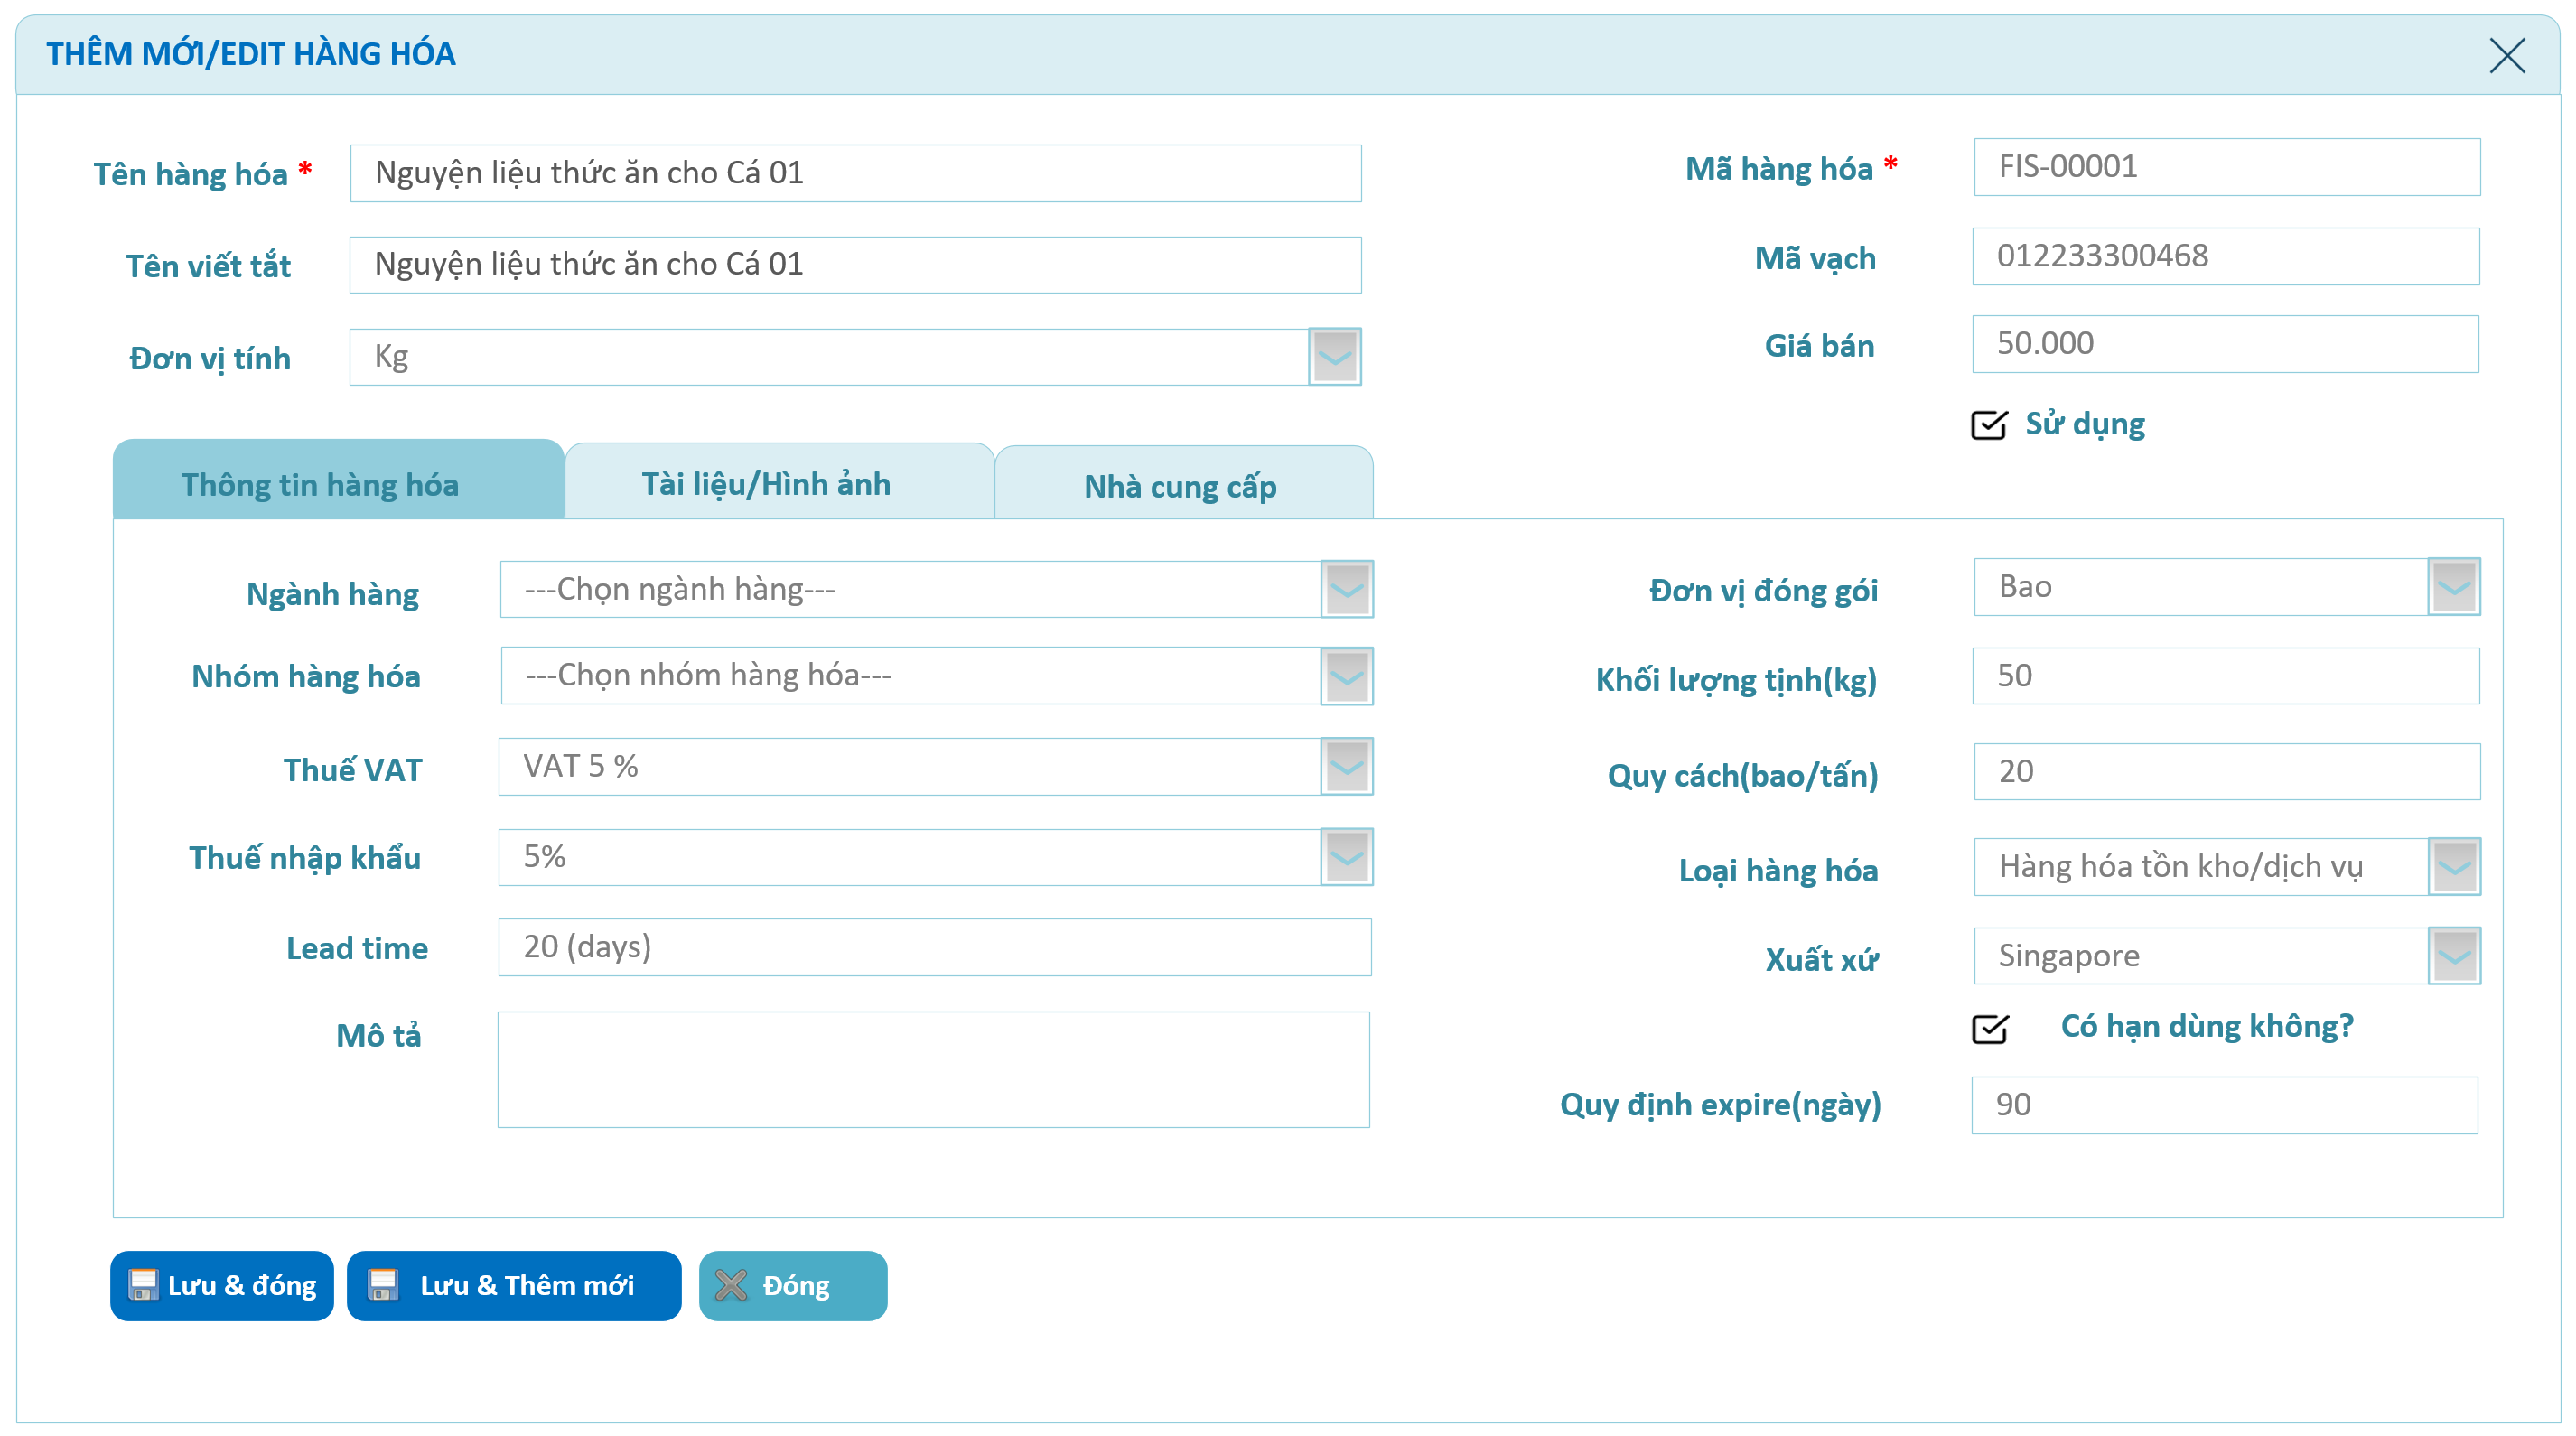 THÊM MỚI/EDIT HÀNG HÓA
Tên hàng hóa *
Nguyện liệu thức ăn cho Cá 01
Mã hàng hóa *
FIS-00001
Tên viết tắt
Nguyện liệu thức ăn cho Cá 01
Mã vạch
012233300468
Đơn vị tính
Kg
Giá bán
50.000
Sử dụng
Thông tin hàng hóa
Tài liệu/Hình ảnh
Nhà cung cấp
Ngành hàng
---Chọn ngành hàng---
Đơn vị đóng gói
Bao
Nhóm hàng hóa
---Chọn nhóm hàng hóa---
Khối lượng tịnh(kg)
50
Thuế VAT
VAT 5 %
Quy cách(bao/tấn)
20
Thuế nhập khẩu
5%
Loại hàng hóa
Hàng hóa tồn kho/dịch vụ
Lead time
20 (days)
Xuất xứ
Singapore
Mô tả
Có hạn dùng không?
Quy định expire(ngày)
90
Lưu & đóng
Lưu & Thêm mới
Đóng